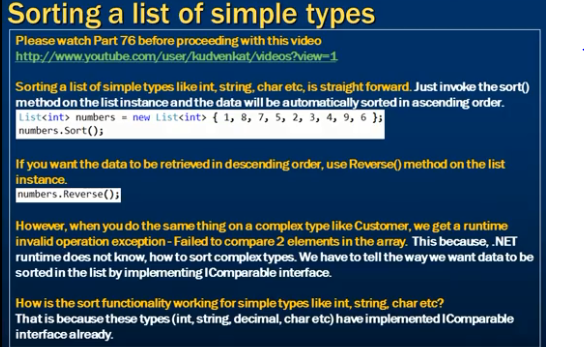 Sorting a list of simple types
Please watch Part 76 before proceeding with this video
http://www.youtube.com/user/kudvenkat/videos?view=1
Sorting a list of simple types like int, string, char etc, is straight forward. Just invoke the sort()
method on the list instance and the data will be automatically sorted in ascending order.
List<int> numbers = new List<int> { 1, 8, 7, 5, 2, 3, 4, 9, 6 };
numbers.Sort();
If you want the data to be retrieved in descending order, use Reverse() method on the list
instance.
numbers.Reverse();
However, when you do the same thing on a complex type like Customer, we get a runtime
invalid operation exception - Failed to compare 2 elements in the array. This because, .NET
runtime does not know, how to sort complex types. We have to tell the way we want data to be
sorted in the list by implementing IComparable interface.
How is the sort functionality working for simple types like int, string, char etc?
That is because these types (int, string, decimal, char etc) have implemented IComparable
interface already.